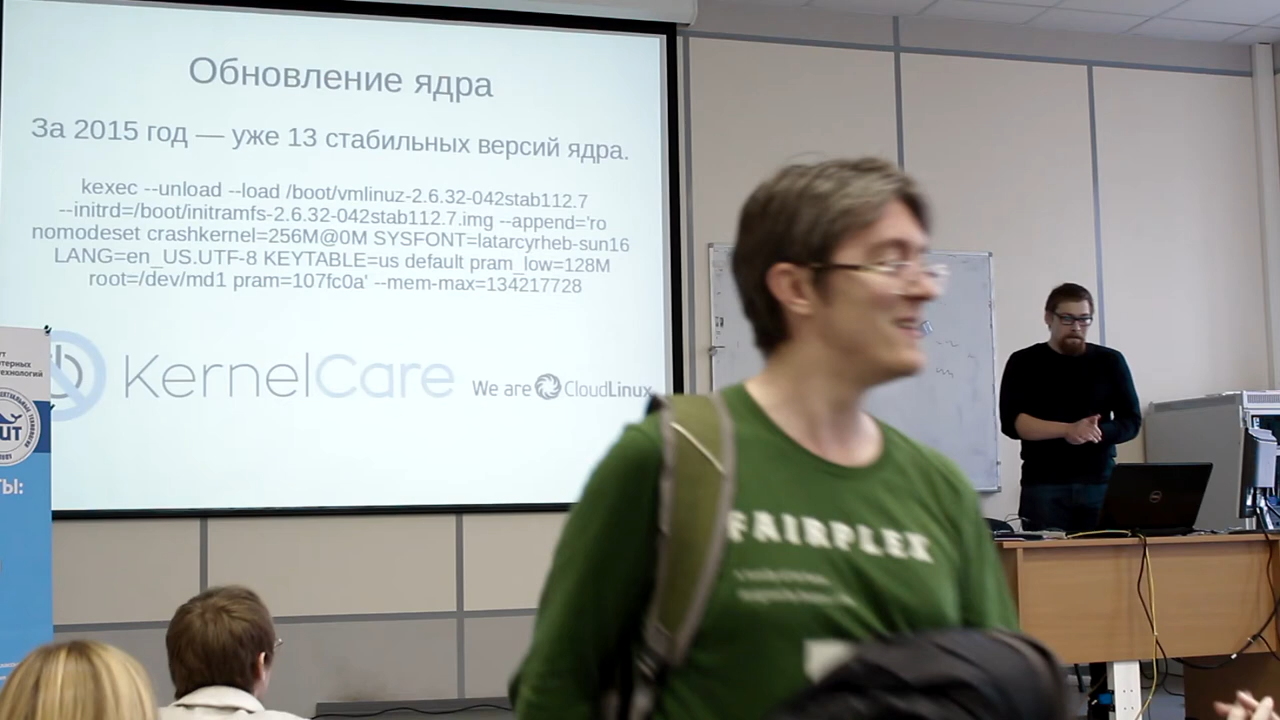 Обновление ядра
За 2015 год — уже 13 стабильных версий ядра.
kexec --unload --load /boot/vmlinuz-2.6.32-042stab112.7
--initrd=/boot/initramfs-2.6.32-042stab112.7.img --append='ro
nomodeset crashkernel=256M@0M SYSFONT=latarcyrheb-sun16
LANG=en_US.UTF-8 KEYTABLE=us default pram_low=128M
root=/dev/md1 pram=107fc0a' --mem-max=134217728
KernelCare
We are CloudLinux
FAIRPLEX